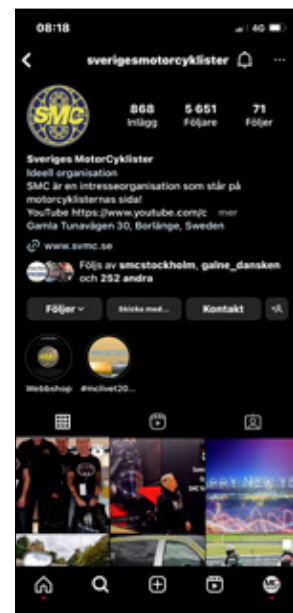 08:18
4G
sverigesmotorcyklister
SMC
868 5 651 71
Inlägg Följare Följer
Sveriges MotorCyklister
Ideell organisation
SMC är en intresseorganisation som står på
motorcyklisternas sida!
YouTube https://www.youtube.com/c mer
Gamla Tunavägen 30, Borlänge, Sweden
www.svmc.se
Följs av smcstockholm, galne_dansken
och 252 andra
Följer Skicka med... Kontakt
Webbshop #mclivet20...
PPY NEW YE